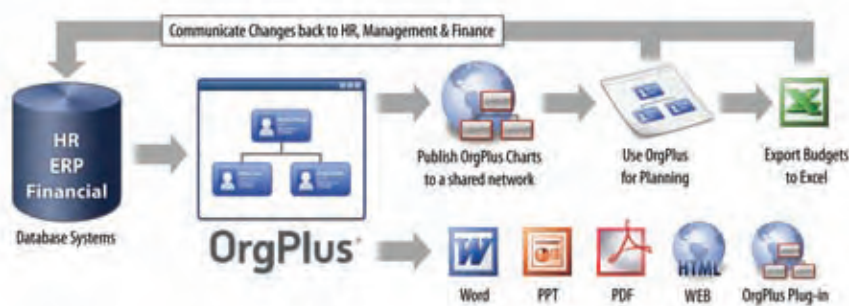 Communicate Changes back to HR, Management & Finance
HR
ERP
Financial
Database Systems
OrgPlus
Publish OrgPlus Charts
to a shared network
Use OrgPlus
for Planning
Export Budgets
to Excel
W
Word
PPT
PDF
HTML
WEB
OrgPlus Plug-in